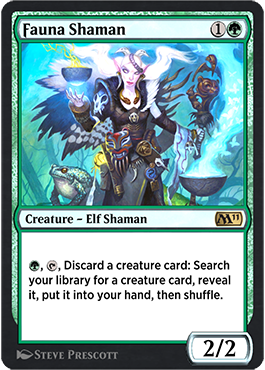 Fauna Shaman 1
Creature – Elf Shaman M11
, , Discard a creature card: Search
your library for a creature card, reveal
it, put it into your hand, then shuffle.
Steve Prescott
2/2